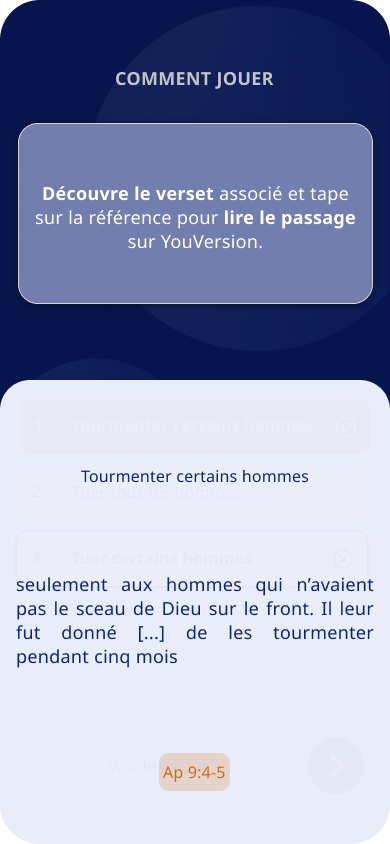 COMMENT JOUER
Découvre le verset associé et tape
sur la référence pour lire le passage
sur YouVersion.
1. Tourmenter certains hommes
Tourmenter certains hommes
2. Tuer tous les hommes
3. Tuer certains hommes
seulement aux hommes qui n’avaient
pas le sceau de Dieu sur le front. Il leur
fut donné [...] de les tourmenter
pendant cinq mois
Voir
Ap 9:4-5